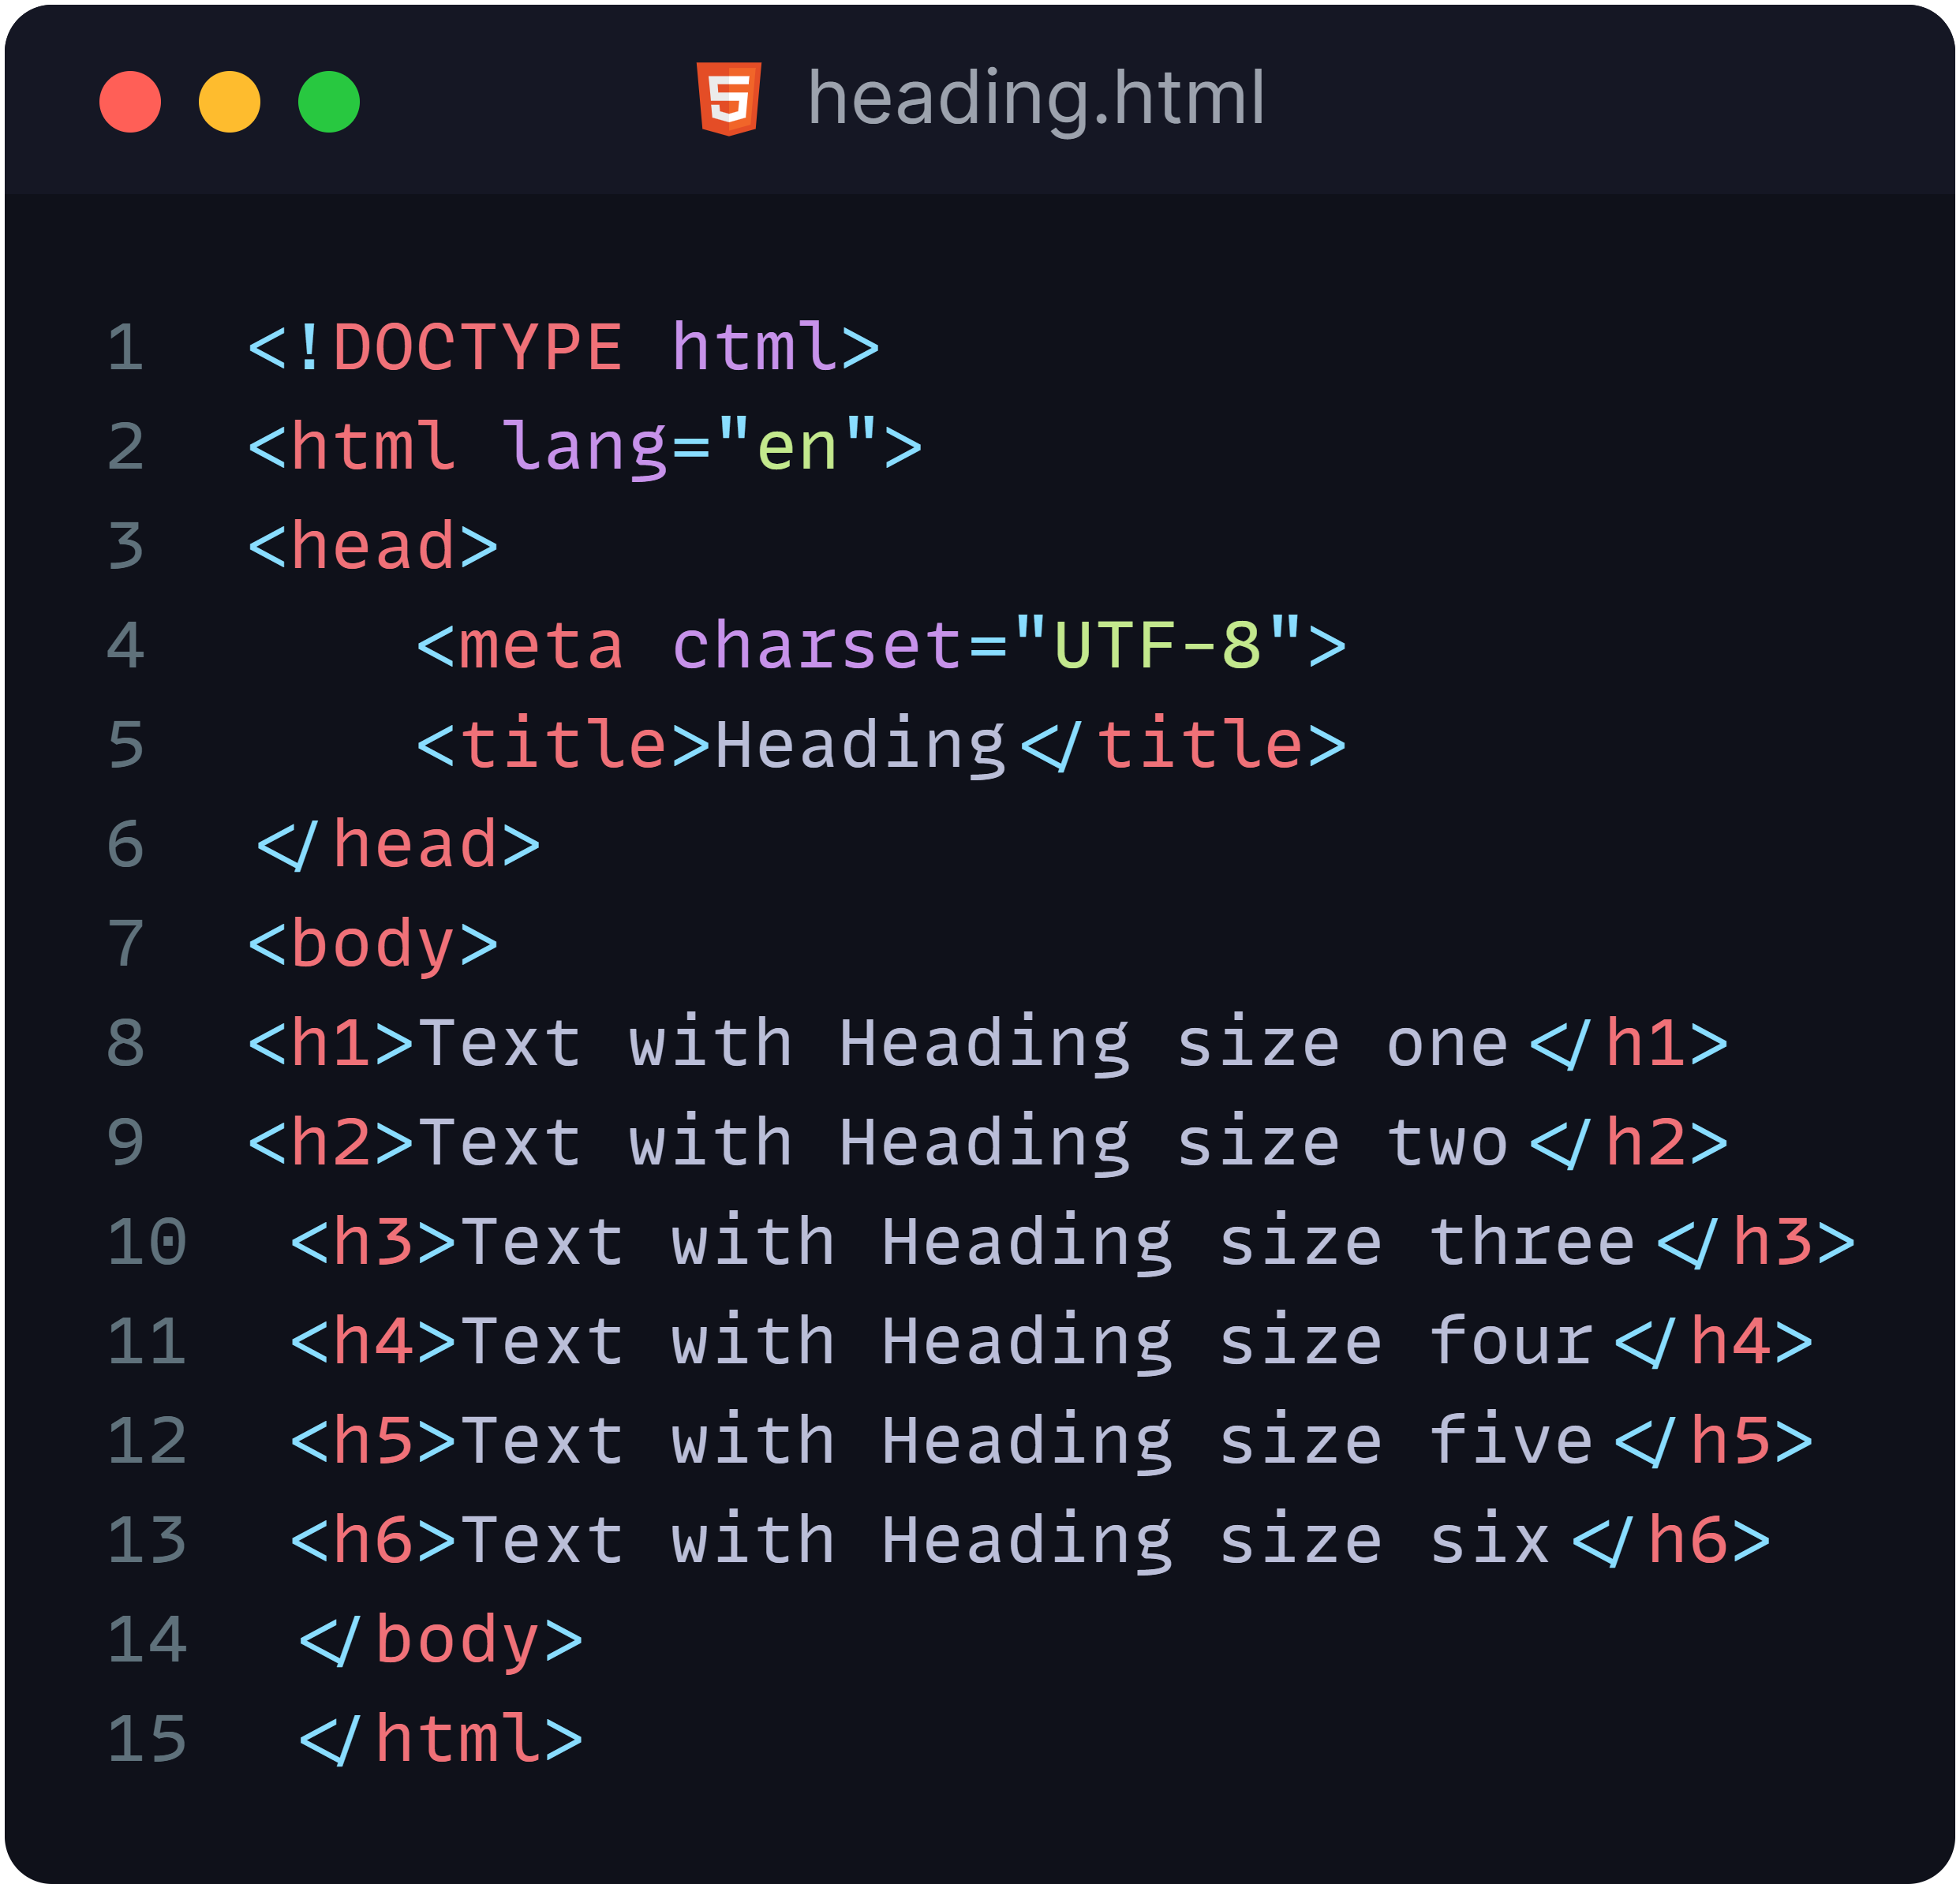 heading.html
1 <!DOCTYPE html>
2 <html lang="en">
3 <head>
4     <meta charset="UTF-8">
5     <title>Heading</title>
6 </head>
7 <body>
8 <h1>Text with Heading size one</h1>
9 <h2>Text with Heading size two</h2>
10 <h3>Text with Heading size three</h3>
11 <h4>Text with Heading size four</h4>
12 <h5>Text with Heading size five</h5>
13 <h6>Text with Heading size six</h6>
14 </body>
15 </html>